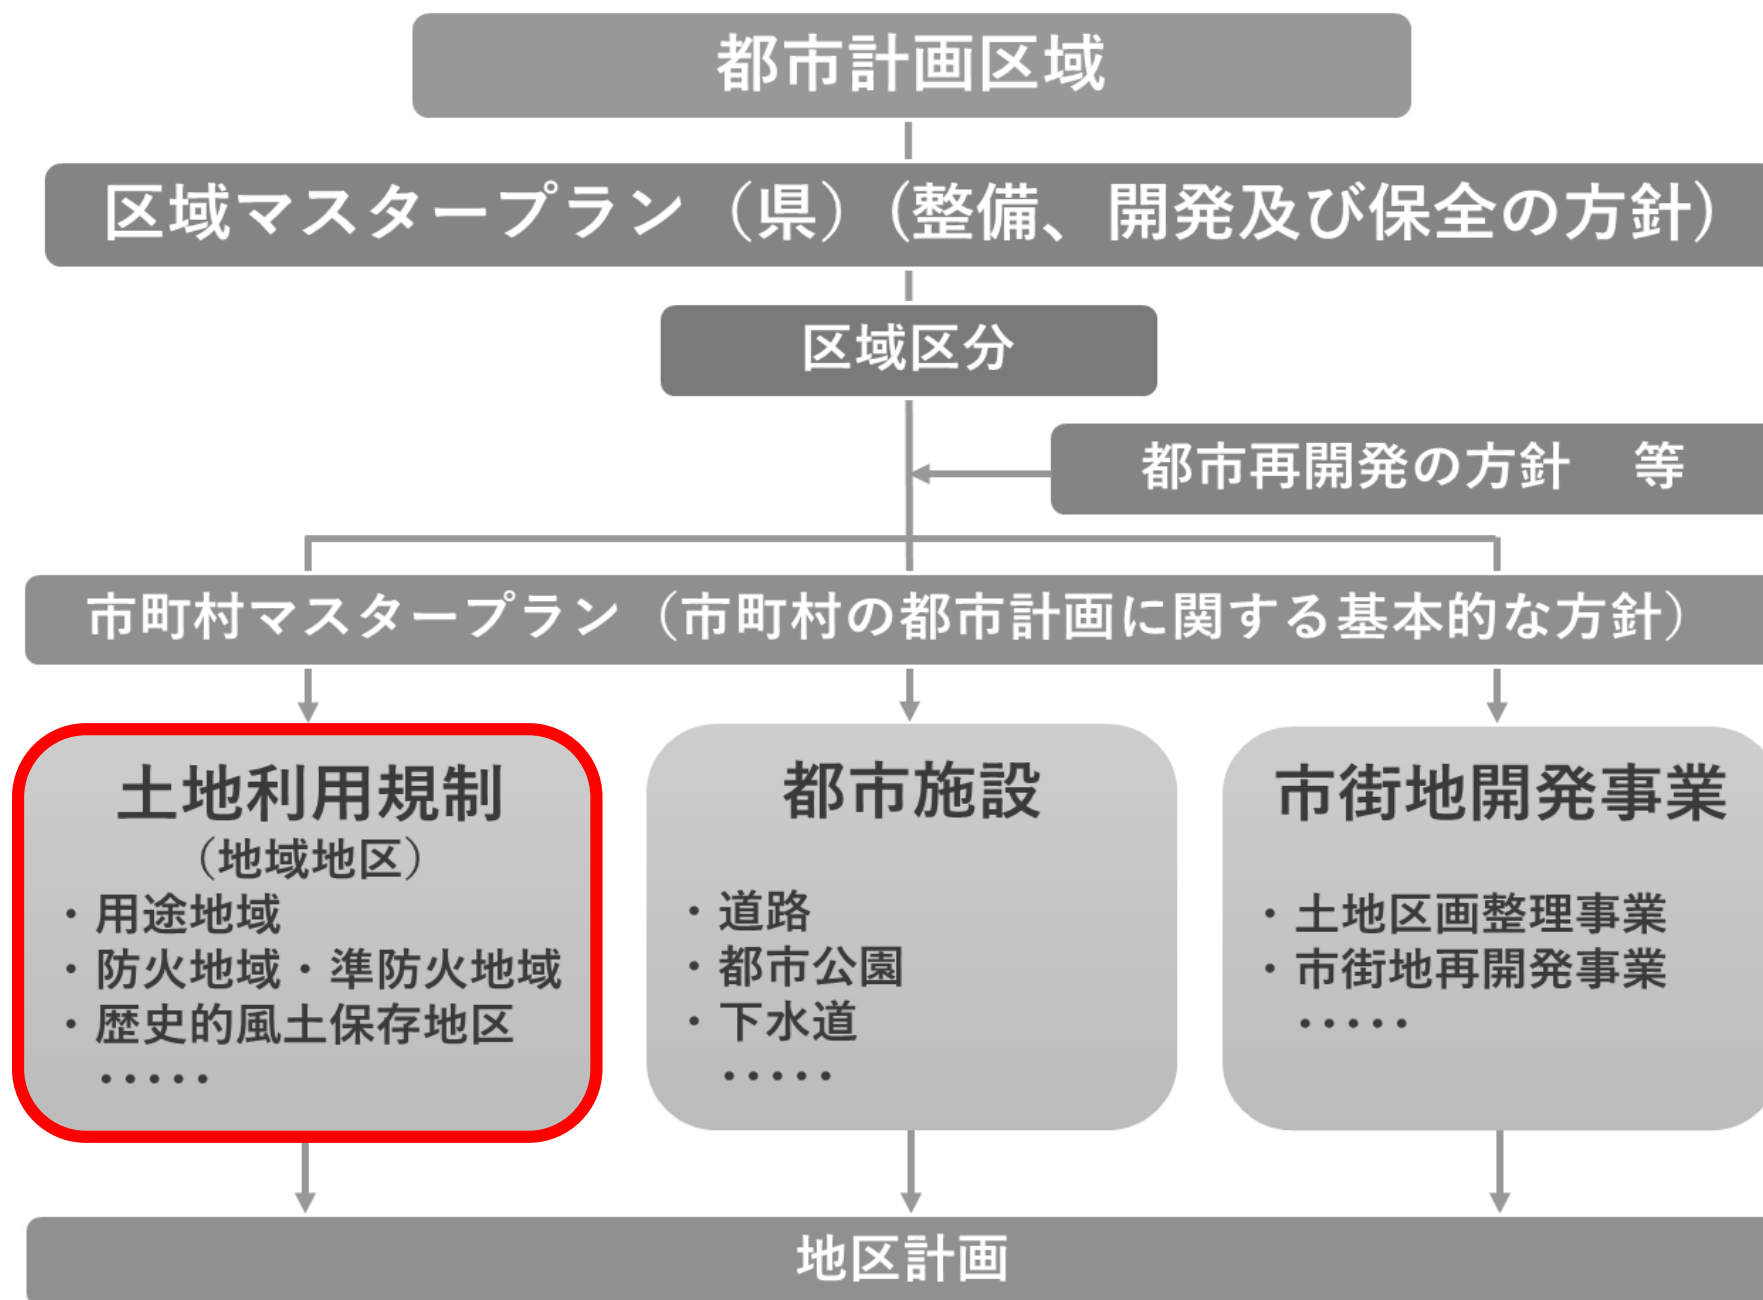 都市計画区域
区域マスタープラン（県）(整備、開発及び保全の方針)
区域区分
都市再開発の方針　等
市町村マスタープラン（市町村の都市計画に関する基本的な方針）
土地利用規制
（地域地区）
・用途地域
・防火地域・準防火地域
・歴史的風土保存地区
・・・・・
都市施設
・道路
・都市公園
・下水道
・・・・・
市街地開発事業
・土地区画整理事業
・市街地再開発事業
・・・・・
地区計画